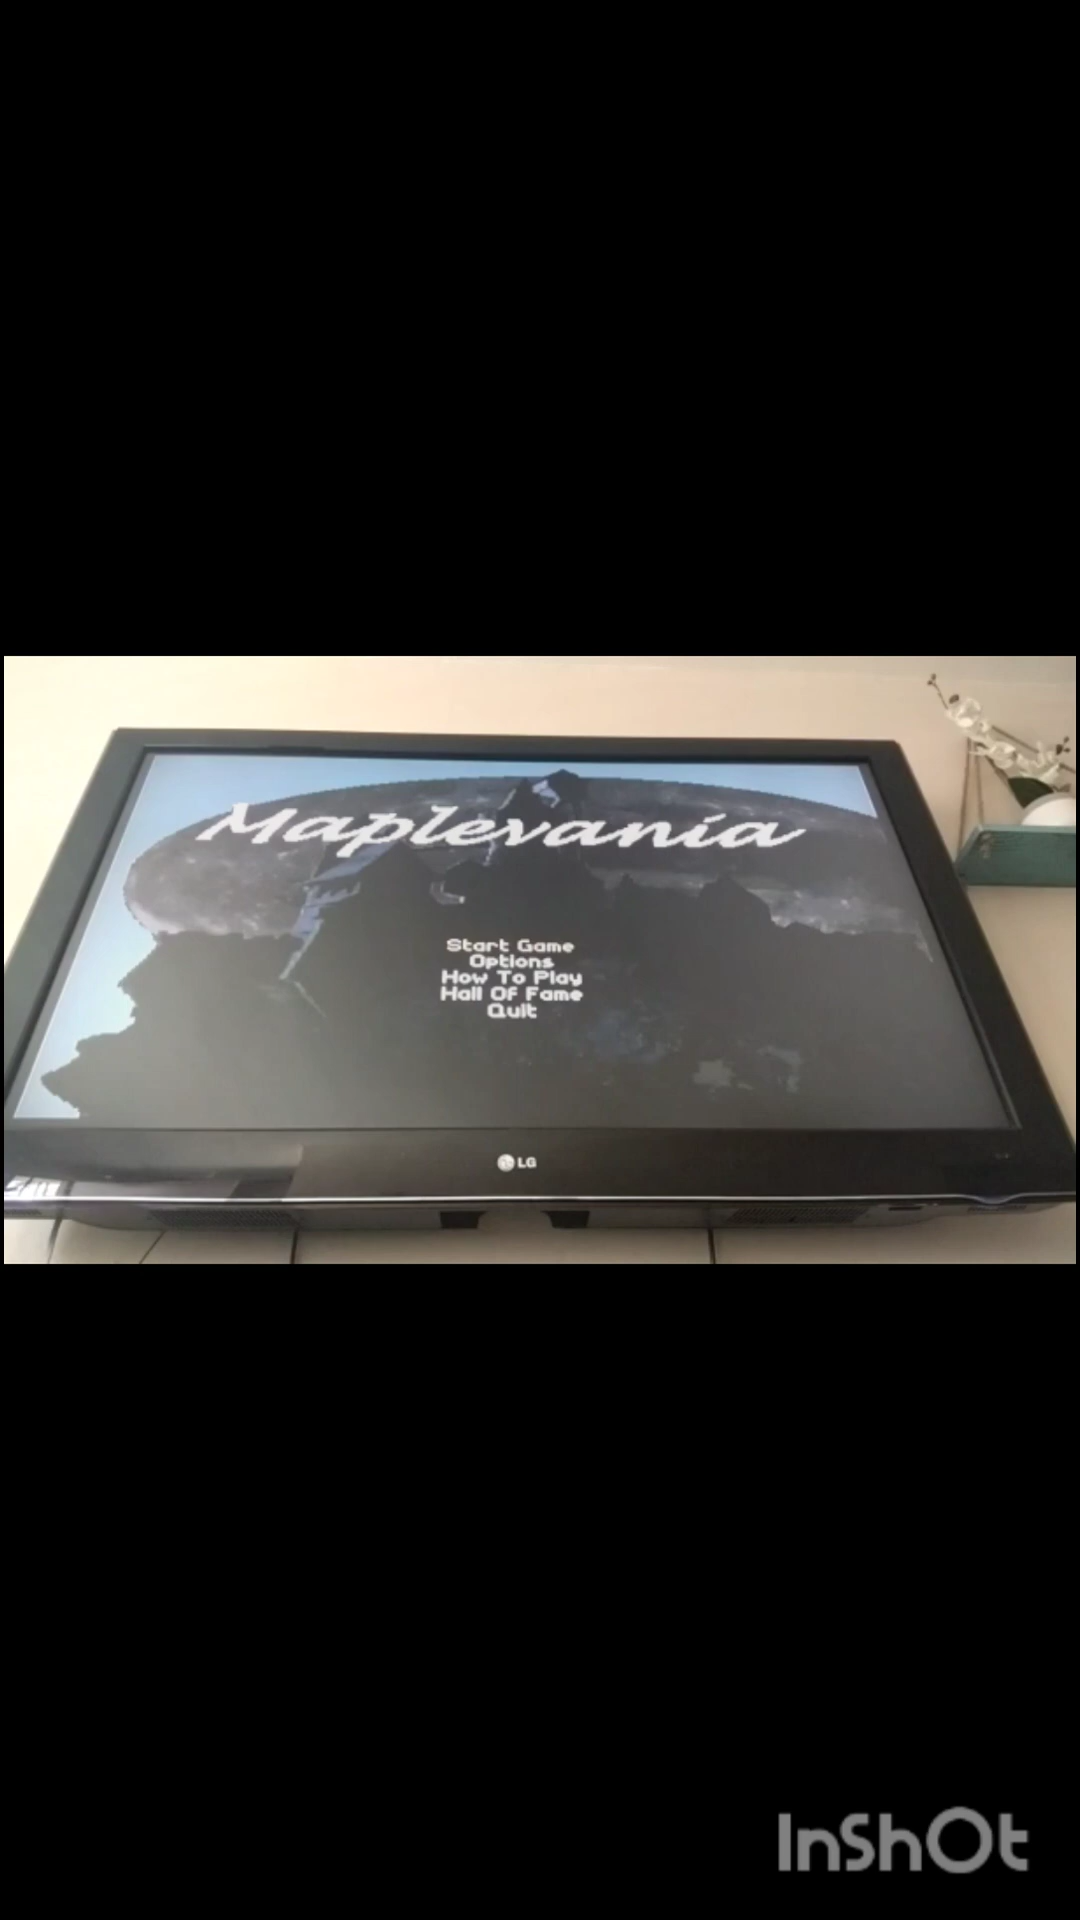 Maplevania
Start Game
Options
How To Play
Hall Of Fame
Quit
LG
InShOt